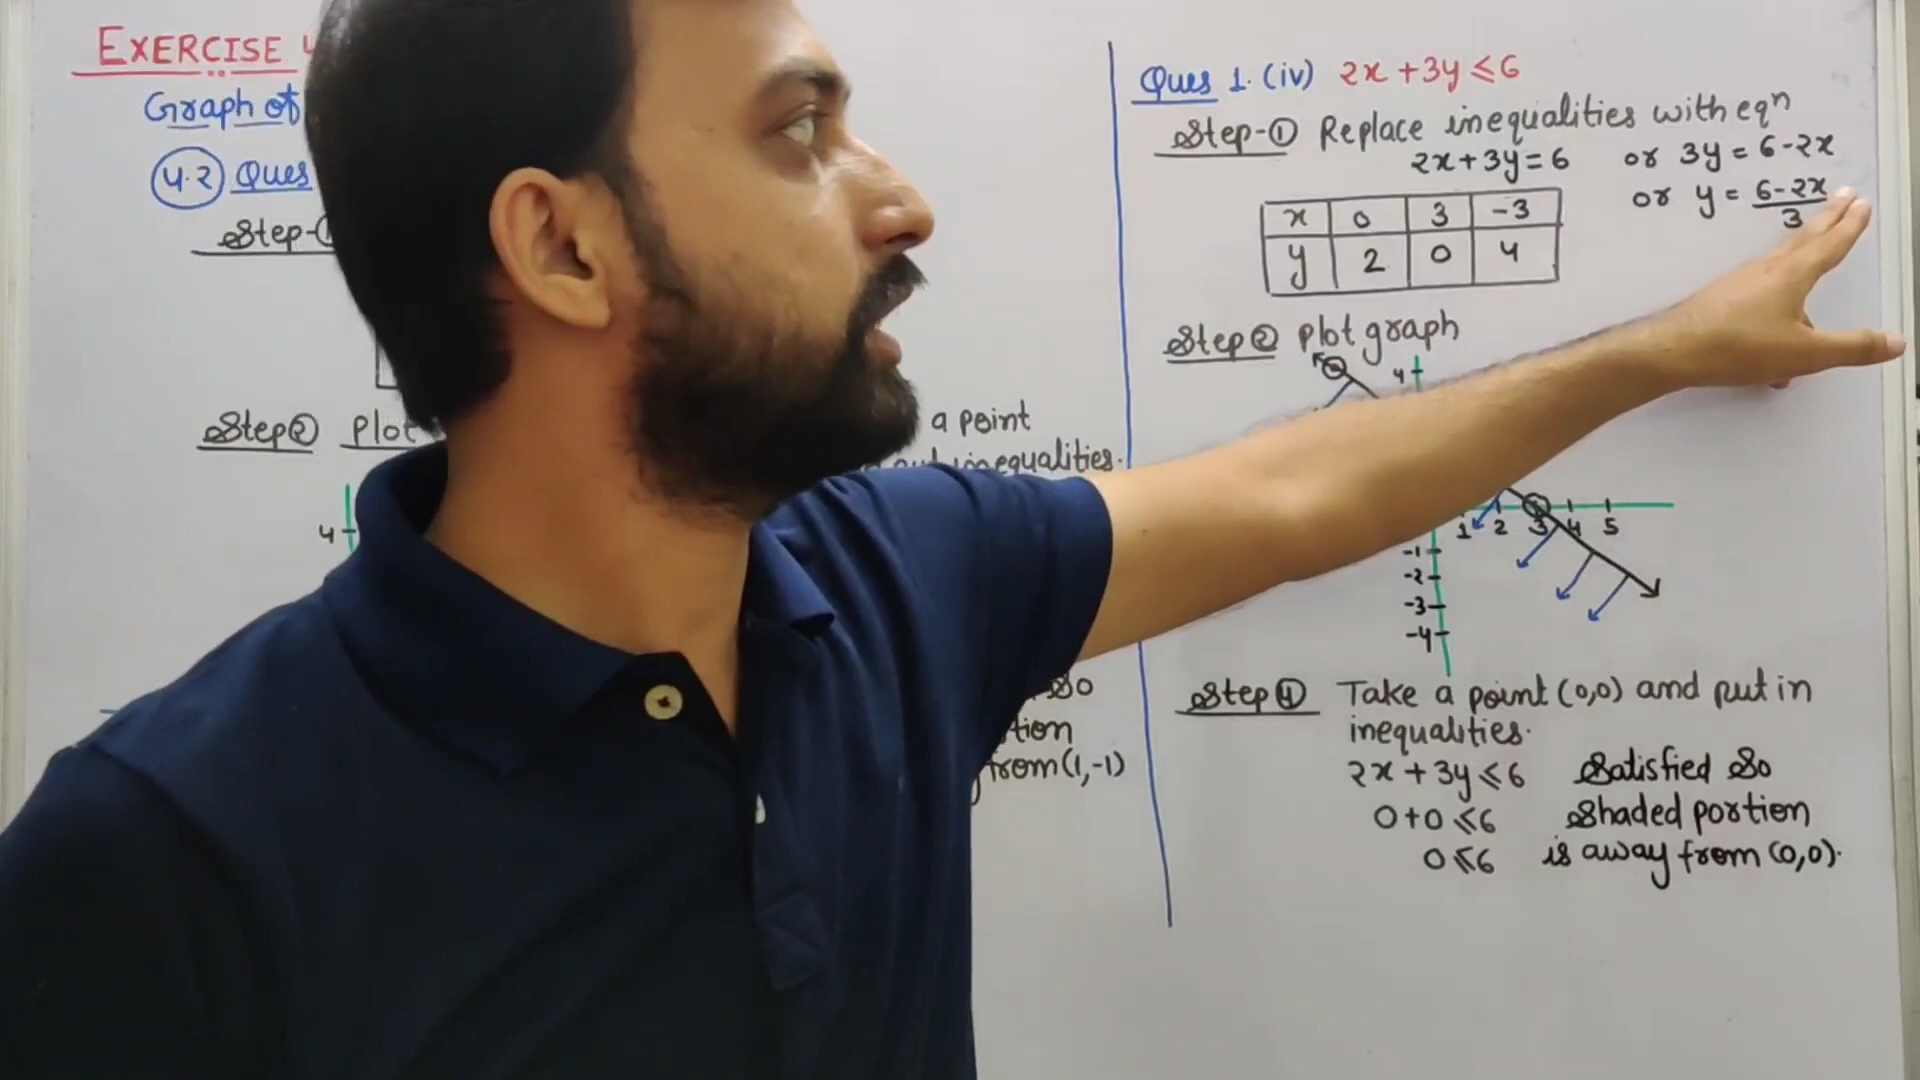 EXERCISE 4
Graph of
4.2 Ques
Step-1
Step 2 Plot
a point
inequalities.
4
So
from (1,-1)
Ques 1. (iv) 2x + 3y ⩽ 6
Step-① Replace inequalities with eqⁿ
2x + 3y = 6 or 3y = 6-2x
or y = 6-2x/3
x 0 3 -3
y 2 0 4
Step② Plot graph
4
1 2 3 4 5
-1
-2
-3
-4
Step④ Take a point (0,0) and put in
inequalities.
2x + 3y ⩽ 6 Satisfied So
0+0 ⩽ 6 Shaded portion
0 ⩽ 6 is away from (0,0).